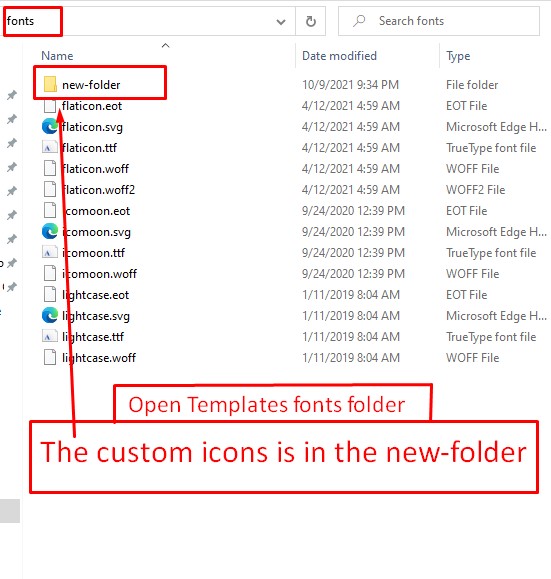 fonts
Search fonts
Name Date modified Type
new-folder 10/9/2021 9:34 PM File folder
flaticon.eot 4/12/2021 4:59 AM EOT File
flaticon.svg 4/12/2021 4:59 AM Microsoft Edge H...
flaticon.ttf 4/12/2021 4:59 AM TrueType font file
flaticon.woff 4/12/2021 4:59 AM WOFF File
flaticon.woff2 4/12/2021 4:59 AM WOFF2 File
icomoon.eot 9/24/2020 12:39 PM EOT File
icomoon.svg 9/24/2020 12:39 PM Microsoft Edge H...
icomoon.ttf 9/24/2020 12:39 PM TrueType font file
icomoon.woff 9/24/2020 12:39 PM WOFF File
lightcase.eot 1/11/2019 8:04 AM EOT File
lightcase.svg 1/11/2019 8:04 AM Microsoft Edge H...
lightcase.ttf 1/11/2019 8:04 AM TrueType font file
lightcase.woff 1/11/2019 8:04 AM WOFF File
Open Templates fonts folder
The custom icons is in the new-folder